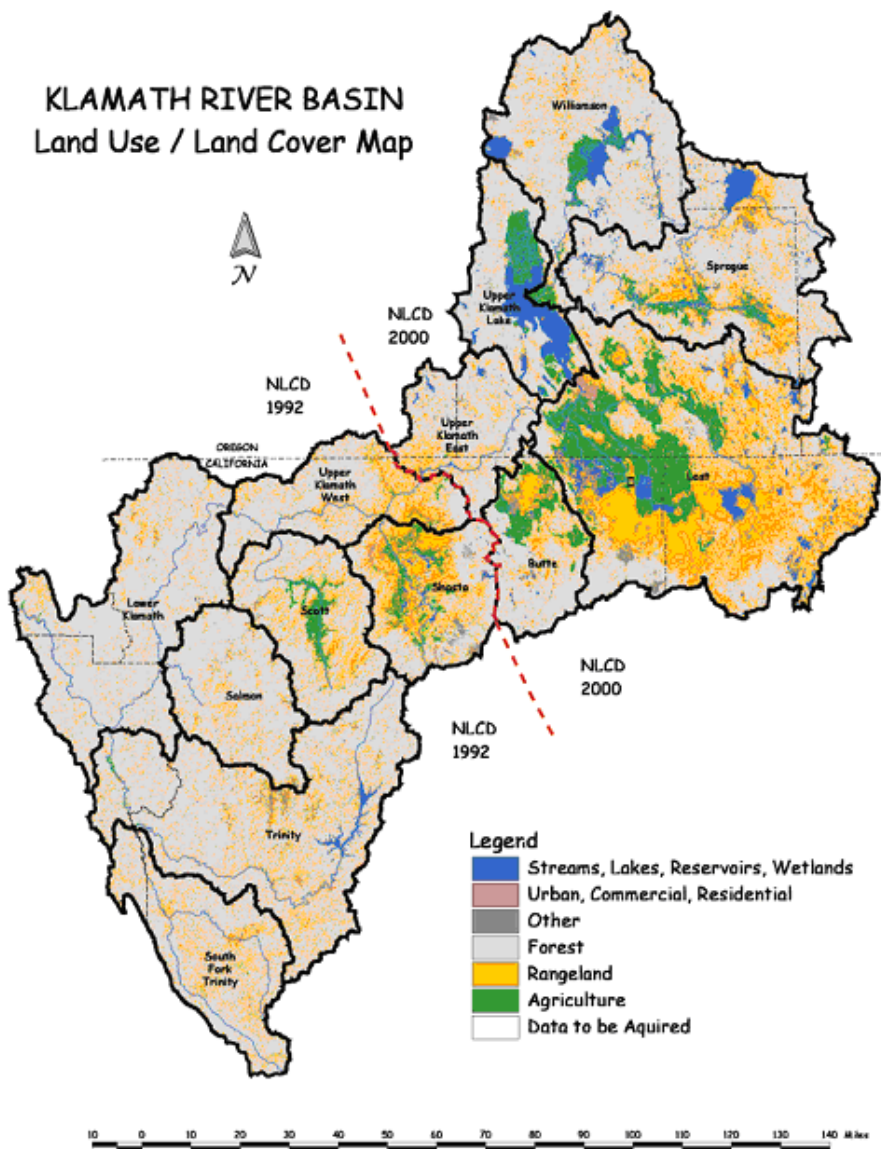 KLAMATH RIVER BASIN
Land Use / Land Cover Map
N
Williamson
Sprague
Upper
Klamath
Lake
NLCD
2000
NLCD
1992
Upper
Klamath
East
OREGON
CALIFORNIA
Upper
Klamath
West
Lost
Butte
Shasta
Scott
Lower
Klamath
Salmon
NLCD
2000
NLCD
1992
Trinity
South
Fork
Trinity
Legend
Streams, Lakes, Reservoirs, Wetlands
Urban, Commercial, Residential
Other
Forest
Rangeland
Agriculture
Data to be Aquired
10 0 10 20 30 40 50 60 70 80 90 100 110 120 130 140 Miles